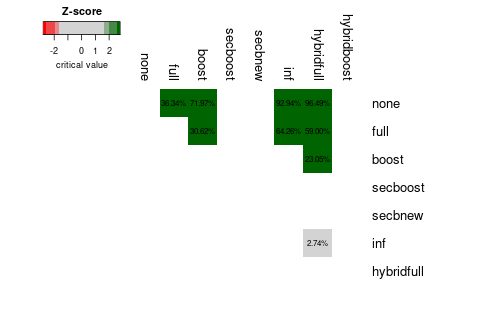 Z-score
-2 0 1 2
critical value
none
full
boost
secboost
secbnew
inf
hybridfull
hybridboost
36.34% 71.97% 92.94% 96.49% none
30.62% 64.26% 59.00% full
23.05% boost
secboost
secbnew
2.74% inf
hybridfull